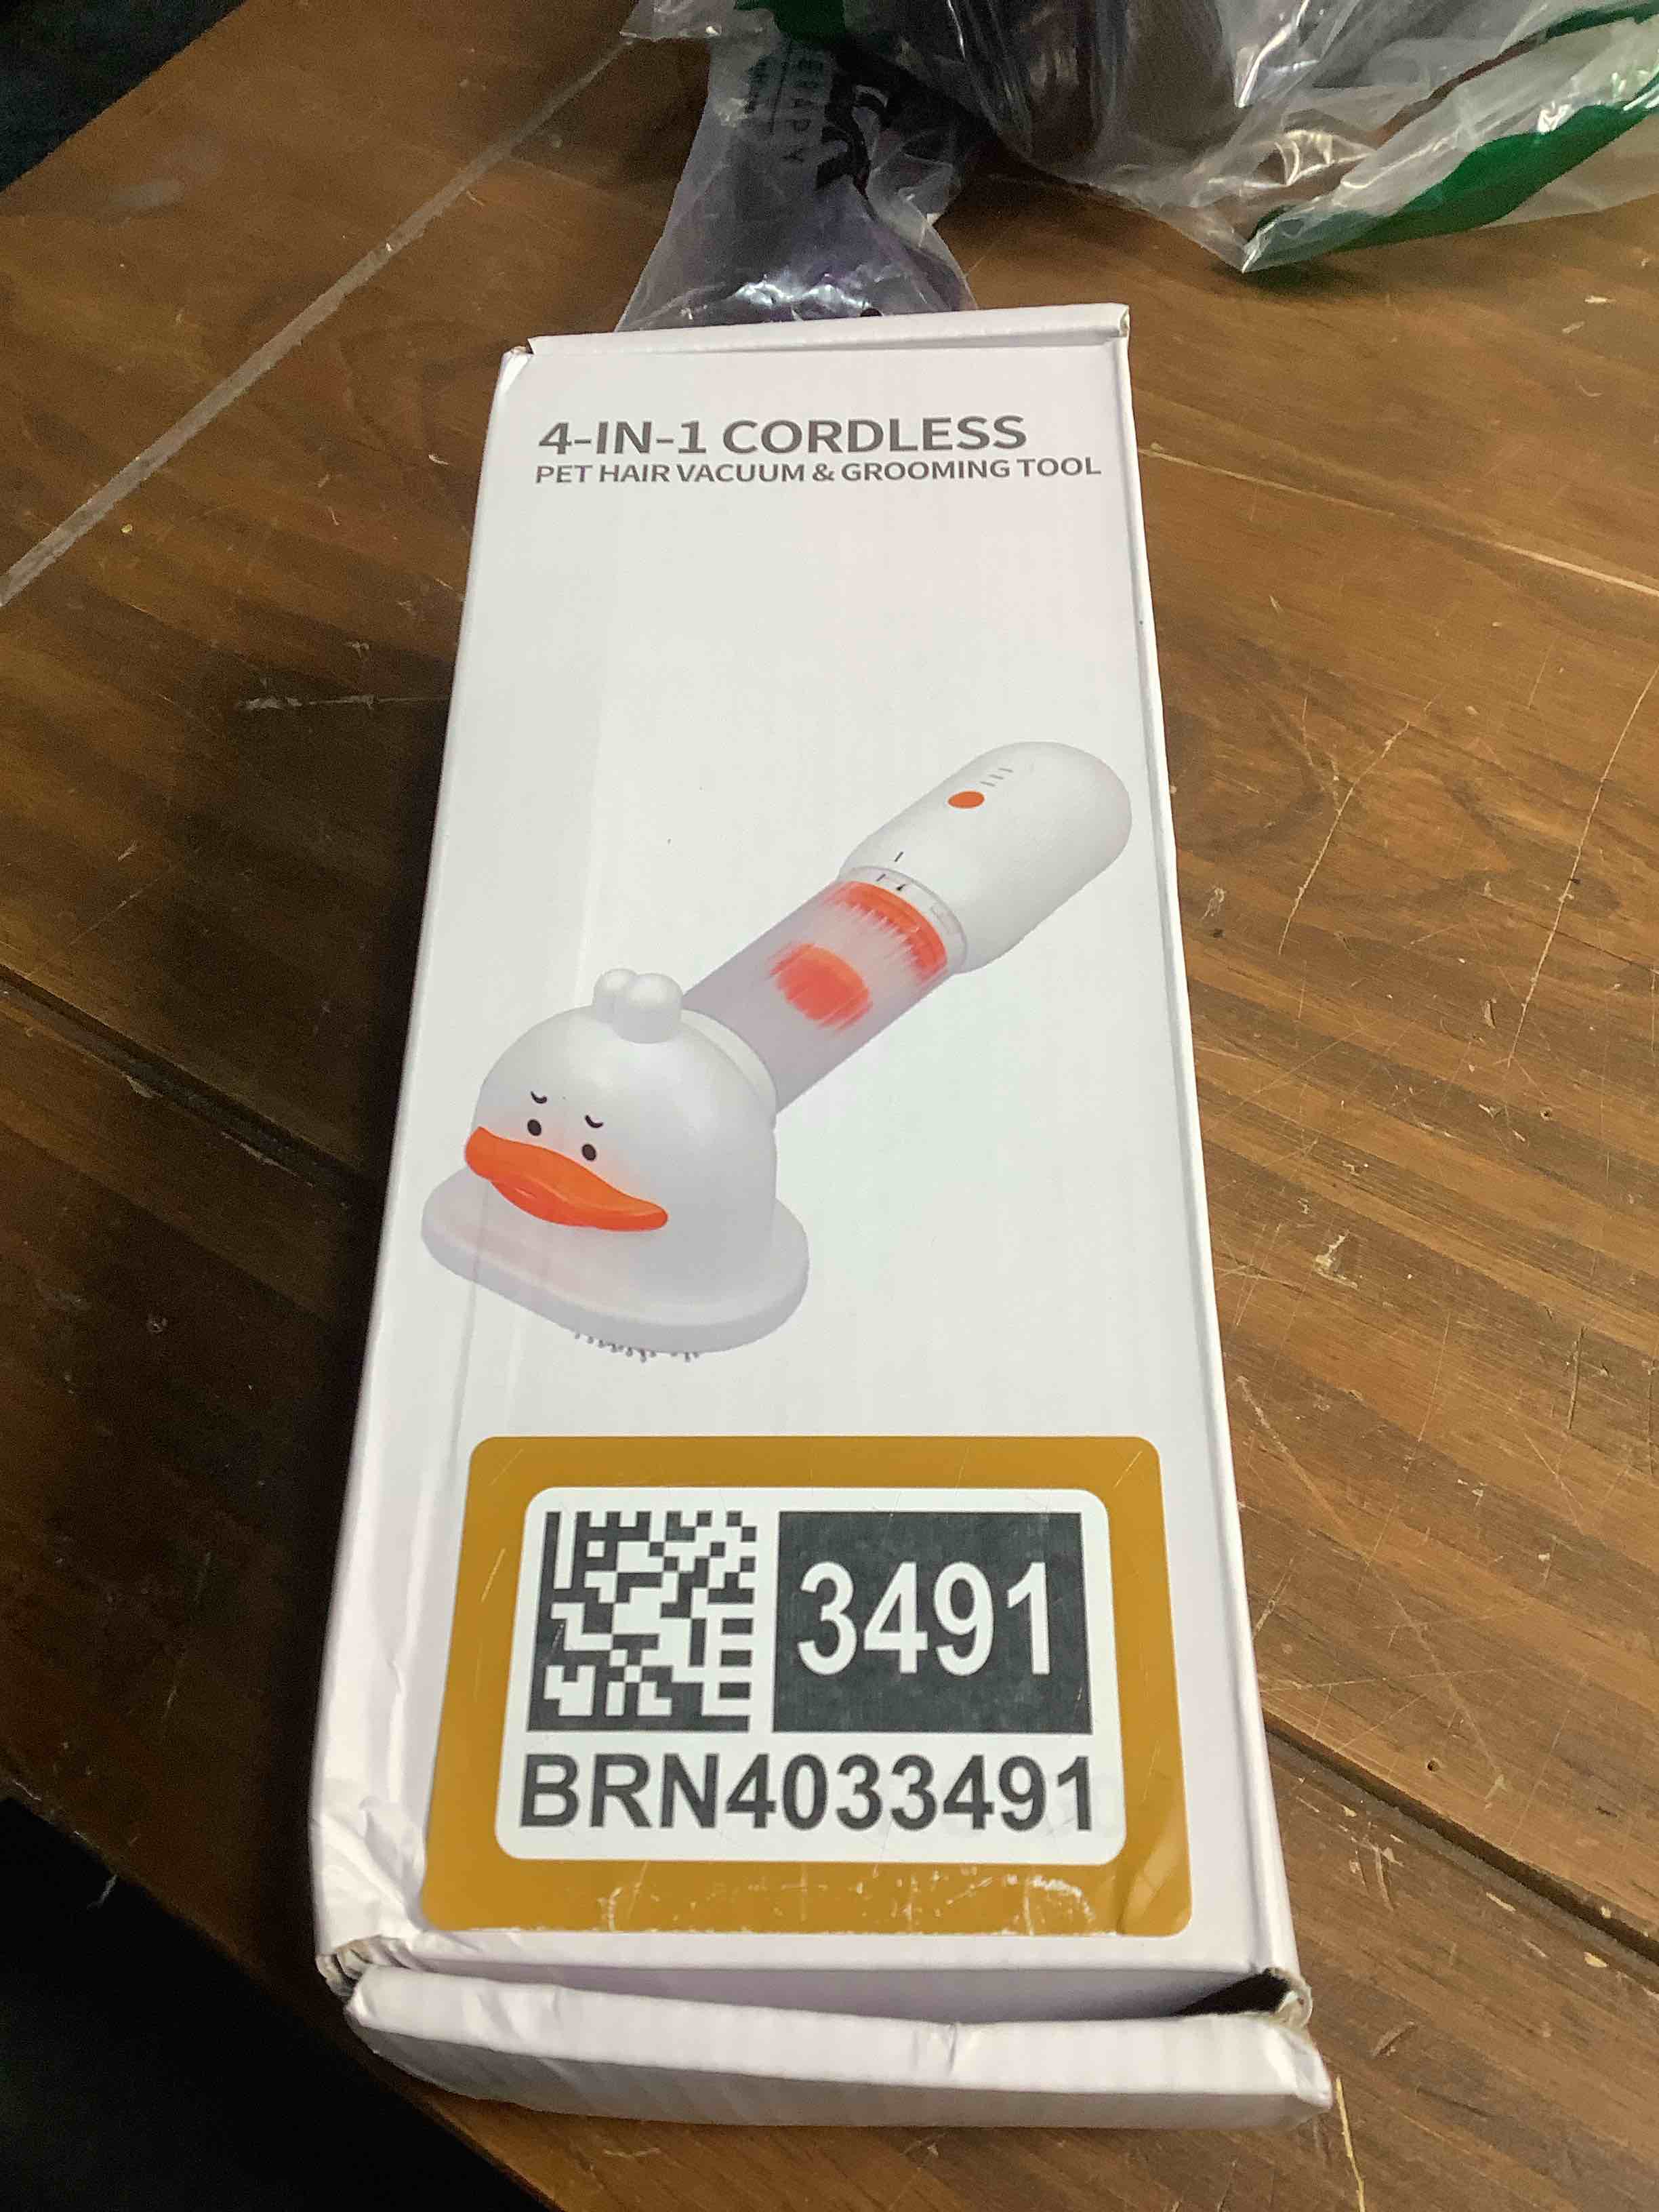 4-IN-1 CORDLESS
PET HAIR VACUUM & GROOMING TOOL
3491
BRN4033491